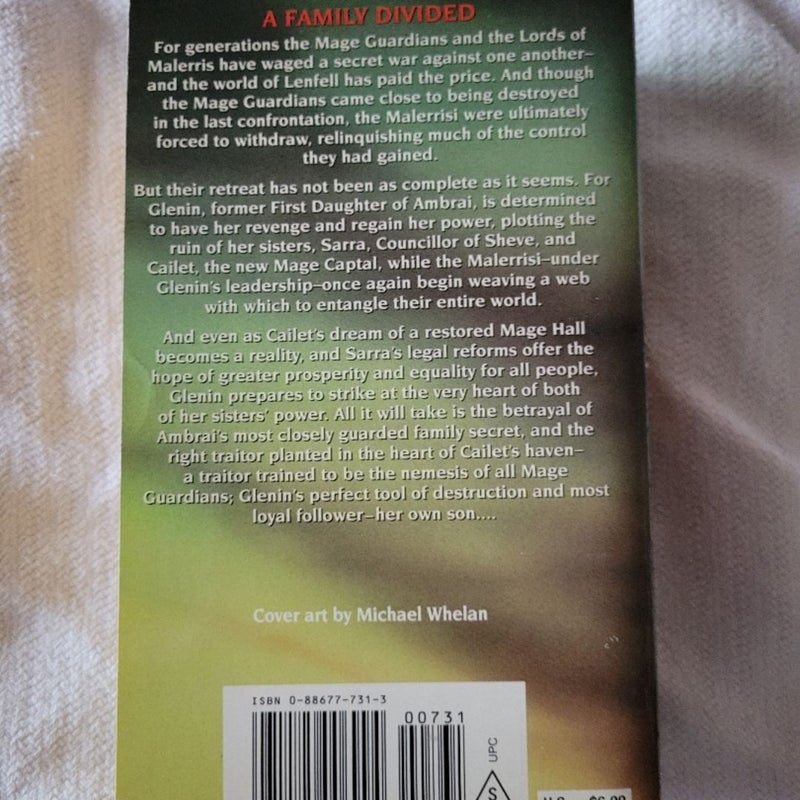 A FAMILY DIVIDED
For generations the Mage Guardians and the Lords of
Malerris have waged a secret war against one another—
and the world of Lenfell has paid the price. And though
the Mage Guardians came close to being destroyed
in the last confrontation, the Malerrisi were ultimately
forced to withdraw, relinquishing much of the control
they had gained.
But their retreat has not been as complete as it seems. For
Glenin, former First Daughter of Ambrai, is determined
to have her revenge and regain her power, plotting the
ruin of her sisters, Sarra, Councillor of Sheve, and
Cailet, the new Mage Captal, while the Malerrisi—under
Glenin's leadership—once again begin weaving a web
with which to entangle their entire world.
And even as Cailet's dream of a restored Mage Hall
becomes a reality, and Sarra's legal reforms offer the
hope of greater prosperity and equality for all people,
Glenin prepares to strike at the very heart of both
of her sisters' power. All it will take is the betrayal of
Ambrai's most closely guarded family secret, and the
right traitor planted in the heart of Cailet's haven—
a traitor trained to be the nemesis of all Mage
Guardians; Glenin's perfect tool of destruction and most
loyal follower—her own son....
Cover art by Michael Whelan
ISBN 0-88677-731-3
00731
UPC
S